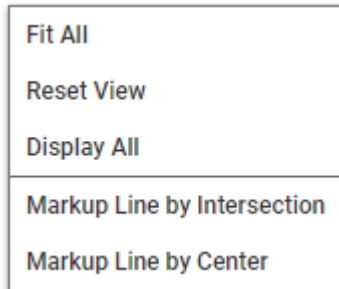 Fit All
Reset View
Display All
Markup Line by Intersection
Markup Line by Center